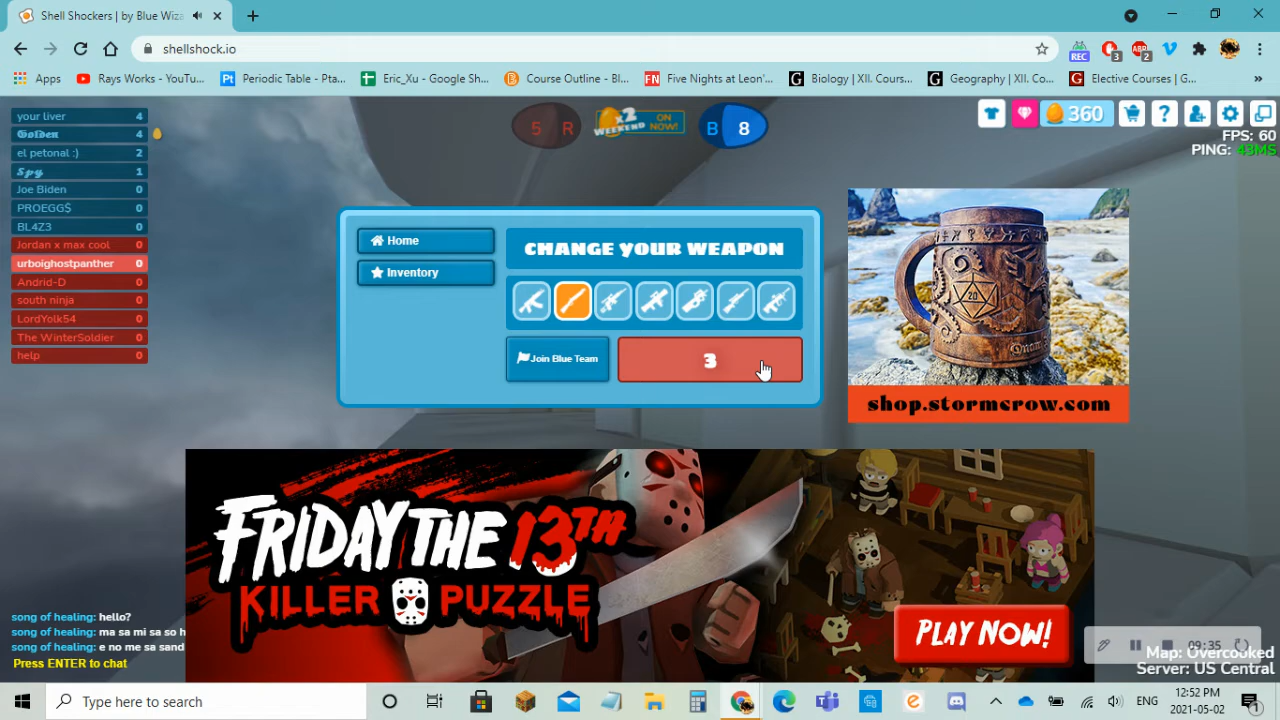 Shell Shockers | by Blue Wiza
shellshock.io
REC
3
2
Apps
Rays Works - YouTu...
Periodic Table - Pta...
Eric_Xu - Google Sh...
Course Outline - Bl...
Five Nights at Leon'...
Biology | XII. Cours...
Geography | XII. Co...
Elective Courses | G...
your liver 4
Golden 4
el petonal :) 2
Spy 1
Joe Biden 0
PROEGG$ 0
BL4Z3 0
Jordan x max cool 0
urboighostpanther 0
Andrid-D 0
south ninja 0
LordYolk54 0
The WinterSoldier 0
help 0
5 R
x2 WEEKEND ON NOW!
B 8
360
FPS: 60
PING: 43MS
Home
Inventory
CHANGE YOUR WEAPON
Join Blue Team
3
20
shop.stormcrow.com
FRIDAY THE 13TH
KILLER PUZZLE
PLAY NOW!
song of healing: hello?
song of healing: ma sa mi sa so h
song of healing: e no me sa sand
Press ENTER to chat
09:35
Map: Overcooked
Server: US Central
Type here to search
ENG
12:52 PM
2021-05-02
1